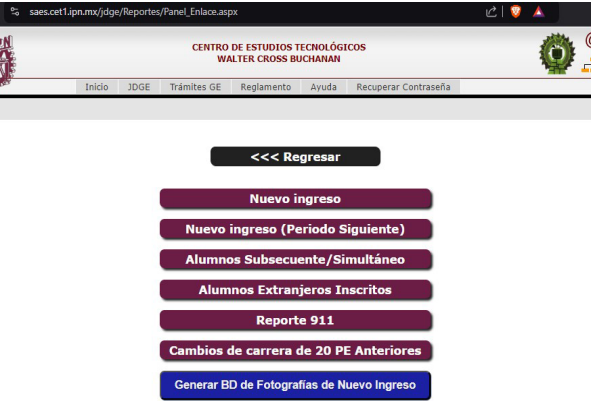 saes.cet1.ipn.mx/jdge/Reportes/Panel_Enlace.aspx
CENTRO DE ESTUDIOS TECNOLÓGICOS
WALTER CROSS BUCHANAN
Inicio JDGE Trámites GE Reglamento Ayuda Recuperar Contraseña
<<< Regresar
Nuevo ingreso
Nuevo ingreso (Periodo Siguiente)
Alumnos Subsecuente/Simultáneo
Alumnos Extranjeros Inscritos
Reporte 911
Cambios de carrera de 20 PE Anteriores
Generar BD de Fotografías de Nuevo Ingreso